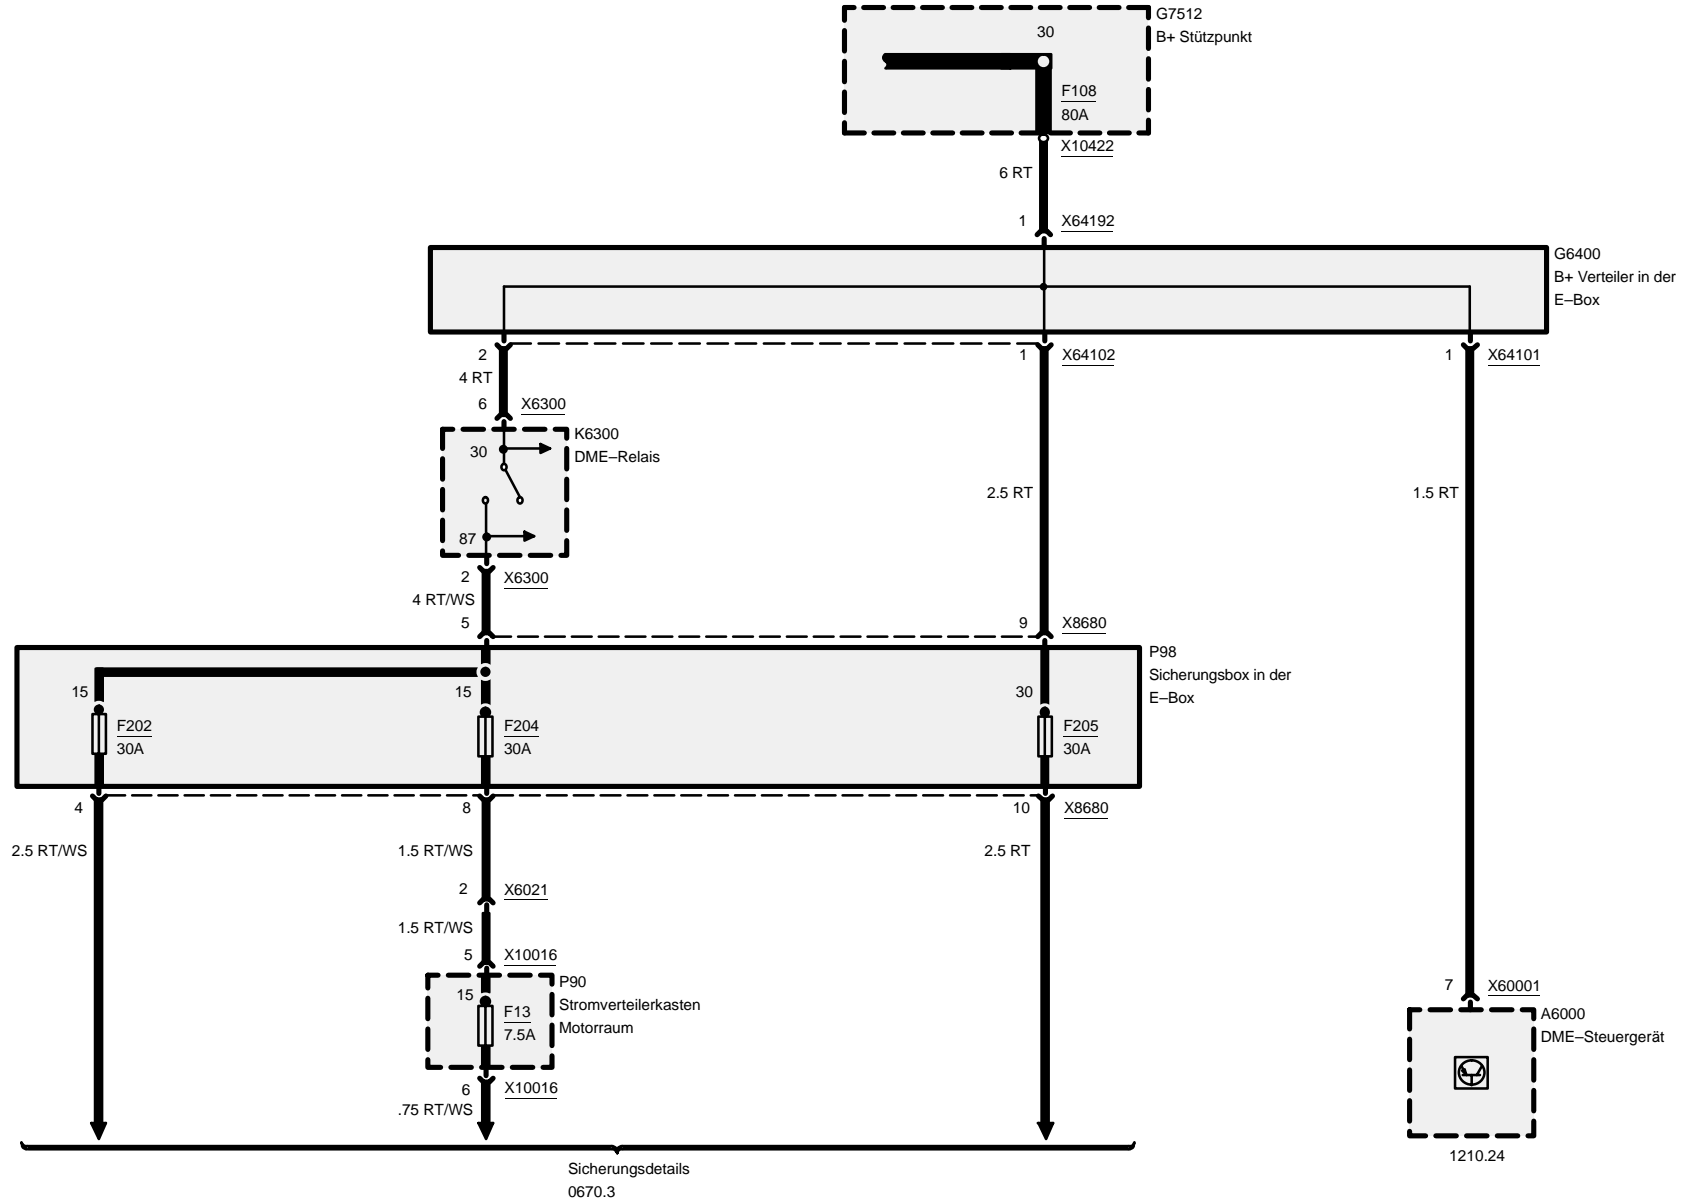 G7512
30
B+ Stützpunkt
F108
80A
X10422
6 RT
1 X64192
G6400
B+ Verteiler in der
E–Box
2 1 X64102 1 X64101
4 RT
6 X6300
K6300
30
DME–Relais
2.5 RT 1.5 RT
87
2 X6300
4 RT/WS
5 9 X8680
P98
Sicherungsbox in der
15 15 30
E–Box
F202 F204 F205
30A 30A 30A
4 8 10 X8680
2.5 RT/WS 1.5 RT/WS 2.5 RT
2 X6021
1.5 RT/WS
5 X10016
P90
7 X60001
15
Stromverteilerkasten
F13
A6000
Motorraum
7.5A
DME–Steuergerät
6 X10016
.75 RT/WS
1210.24
Sicherungsdetails
0670.3